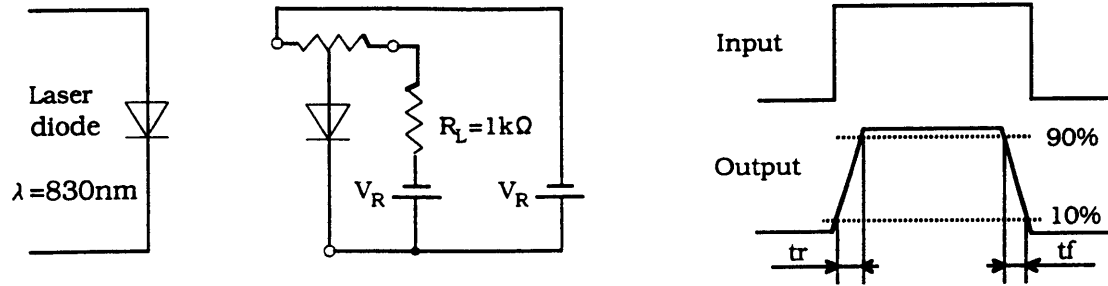 Laser
diode
λ=830nm
R_L=1kΩ
V_R
V_R
Input
Output
90%
10%
tr
tf